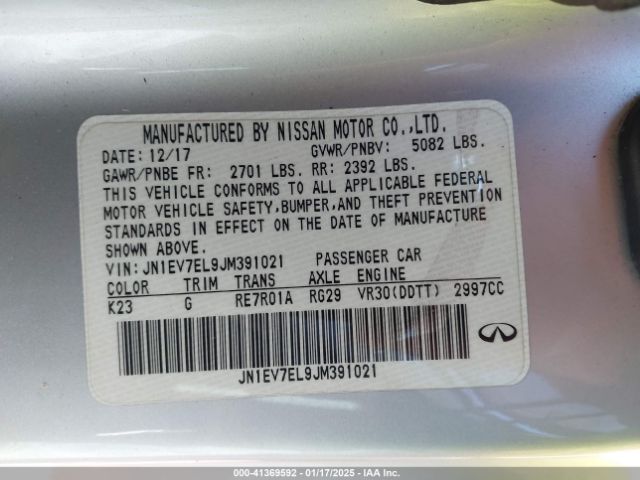 MANUFACTURED BY NISSAN MOTOR CO.,LTD.
DATE: 12/17 GVWR/PNBV: 5082 LBS.
GAWR/PNBE FR: 2701 LBS. RR: 2392 LBS.
THIS VEHICLE CONFORMS TO ALL APPLICABLE FEDERAL
MOTOR VEHICLE SAFETY,BUMPER,AND THEFT PREVENTION
STANDARDS IN EFFECT ON THE DATE OF MANUFACTURE
SHOWN ABOVE.
VIN: JN1EV7EL9JM391021 PASSENGER CAR
COLOR TRIM TRANS AXLE ENGINE
K23 G RE7R01A RG29 VR30(DDTT) 2997CC
JN1EV7EL9JM391021
000-41369592 - 01/17/2025 - IAA Inc.